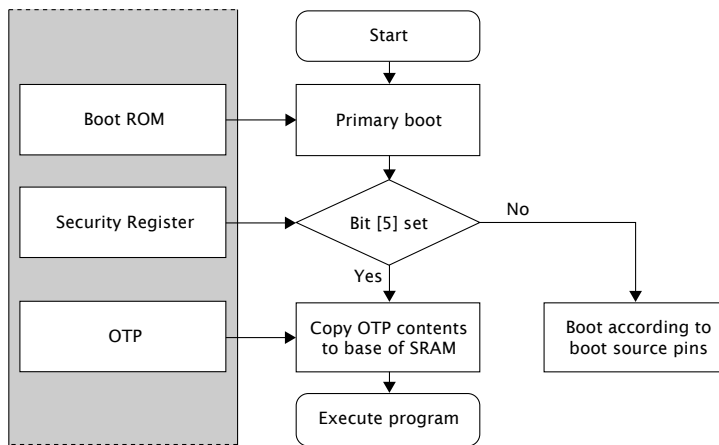 Start
Boot ROM
Primary boot
Security Register
Bit [5] set
No
Yes
OTP
Copy OTP contents
to base of SRAM
Boot according to
boot source pins
Execute program